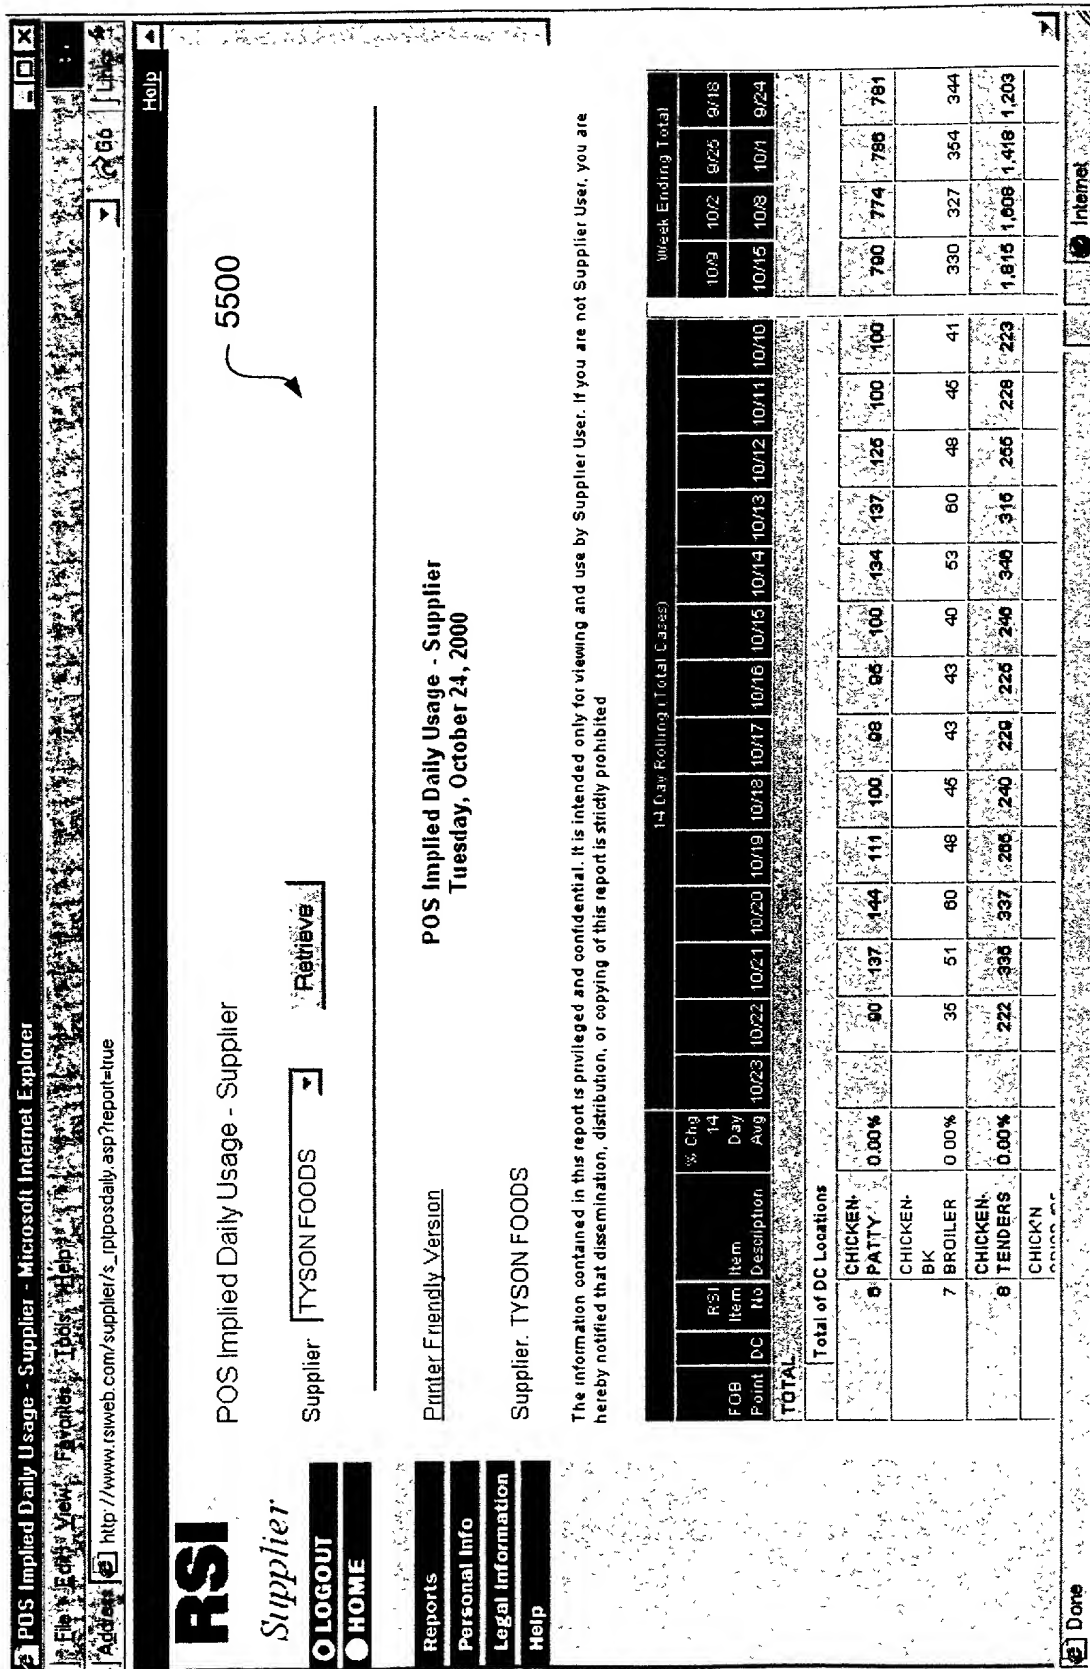 POS Implied Daily Usage - Supplier - Microsoft Internet Explorer
File Edit View Favorites Tools Help
Address http://www.rsiweb.com/supplier/s_rptposdaily.asp?report=true Go Links
Help
RSI
Supplier
LOGOUT
HOME
Reports
Personal Info
Legal Information
Help
POS Implied Daily Usage - Supplier
Supplier TYSON FOODS Retrieve
5500
Printer Friendly Version
POS Implied Daily Usage - Supplier
Tuesday, October 24, 2000
Supplier. TYSON FOODS
The information contained in this report is privileged and confidential. It is intended only for viewing and use by Supplier User. If you are not Supplier User, you are
hereby notified that dissemination, distribution, or copying of this report is strictly prohibited
14 Day Rolling (Total Cases) Week Ending Total
FOB Point DC RSI Item No Item Description % Chg 14 Day Avg 10/23 10/22 10/21 10/20 10/19 10/18 10/17 10/16 10/15 10/14 10/13 10/12 10/11 10/10 10/9 10/15 10/2 10/8 9/25 10/1 9/18 9/24
TOTAL
Total of DC Locations
6 CHICKEN-PATTY 0.00% 90 137 144 111 100 98 95 100 134 137 125 100 100 790 774 786 781
7 CHICKEN-BK BROILER 0 00% 35 51 60 48 46 43 43 40 53 60 48 46 41 330 327 354 344
8 CHICKEN-TENDERS 0.00% 222 335 337 266 240 229 225 240 346 315 255 228 223 1,815 1,608 1,418 1,203
CHICK'N
Done Internet